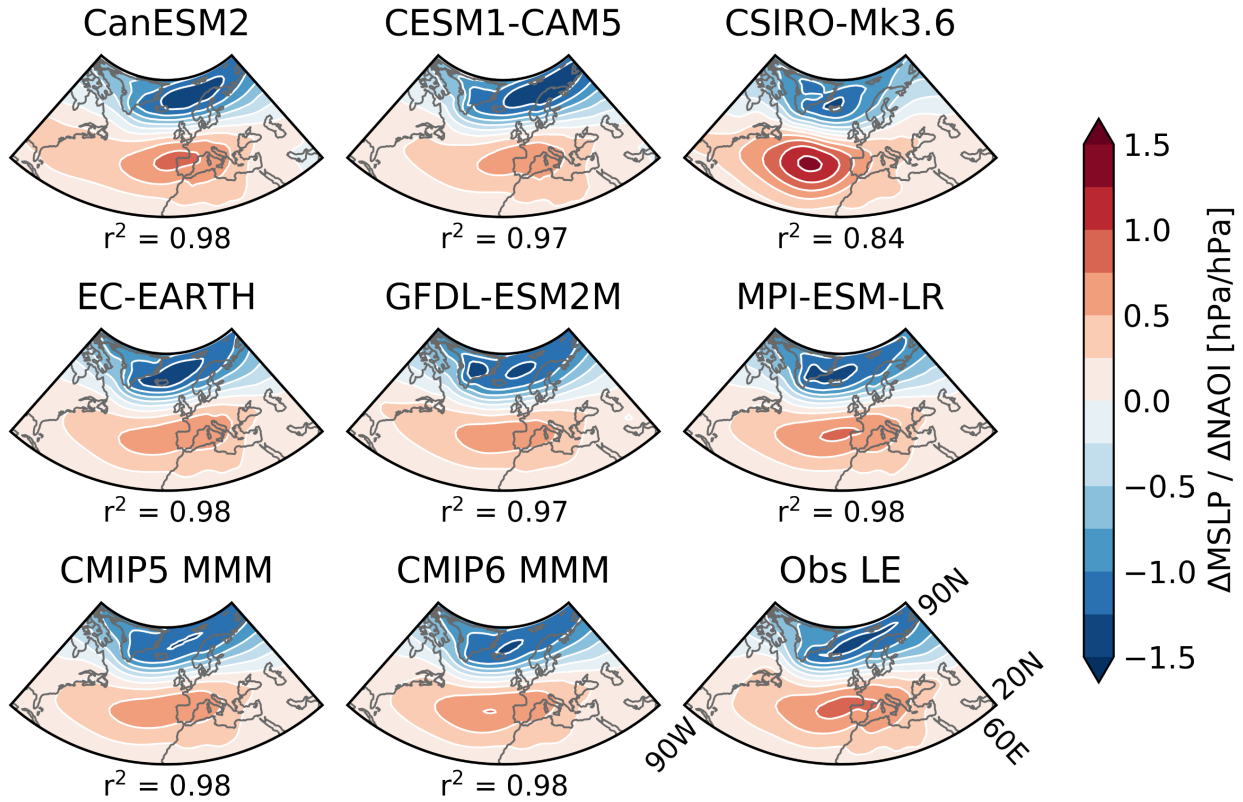 CanESM2
CESM1-CAM5
CSIRO-Mk3.6
r² = 0.98
r² = 0.97
r² = 0.84
EC-EARTH
GFDL-ESM2M
MPI-ESM-LR
r² = 0.98
r² = 0.97
r² = 0.98
CMIP5 MMM
CMIP6 MMM
Obs LE
90N
20N
60E
90W
r² = 0.98
r² = 0.98
1.5
1.0
0.5
0.0
−0.5
−1.0
−1.5
ΔMSLP / ΔNAOI [hPa/hPa]